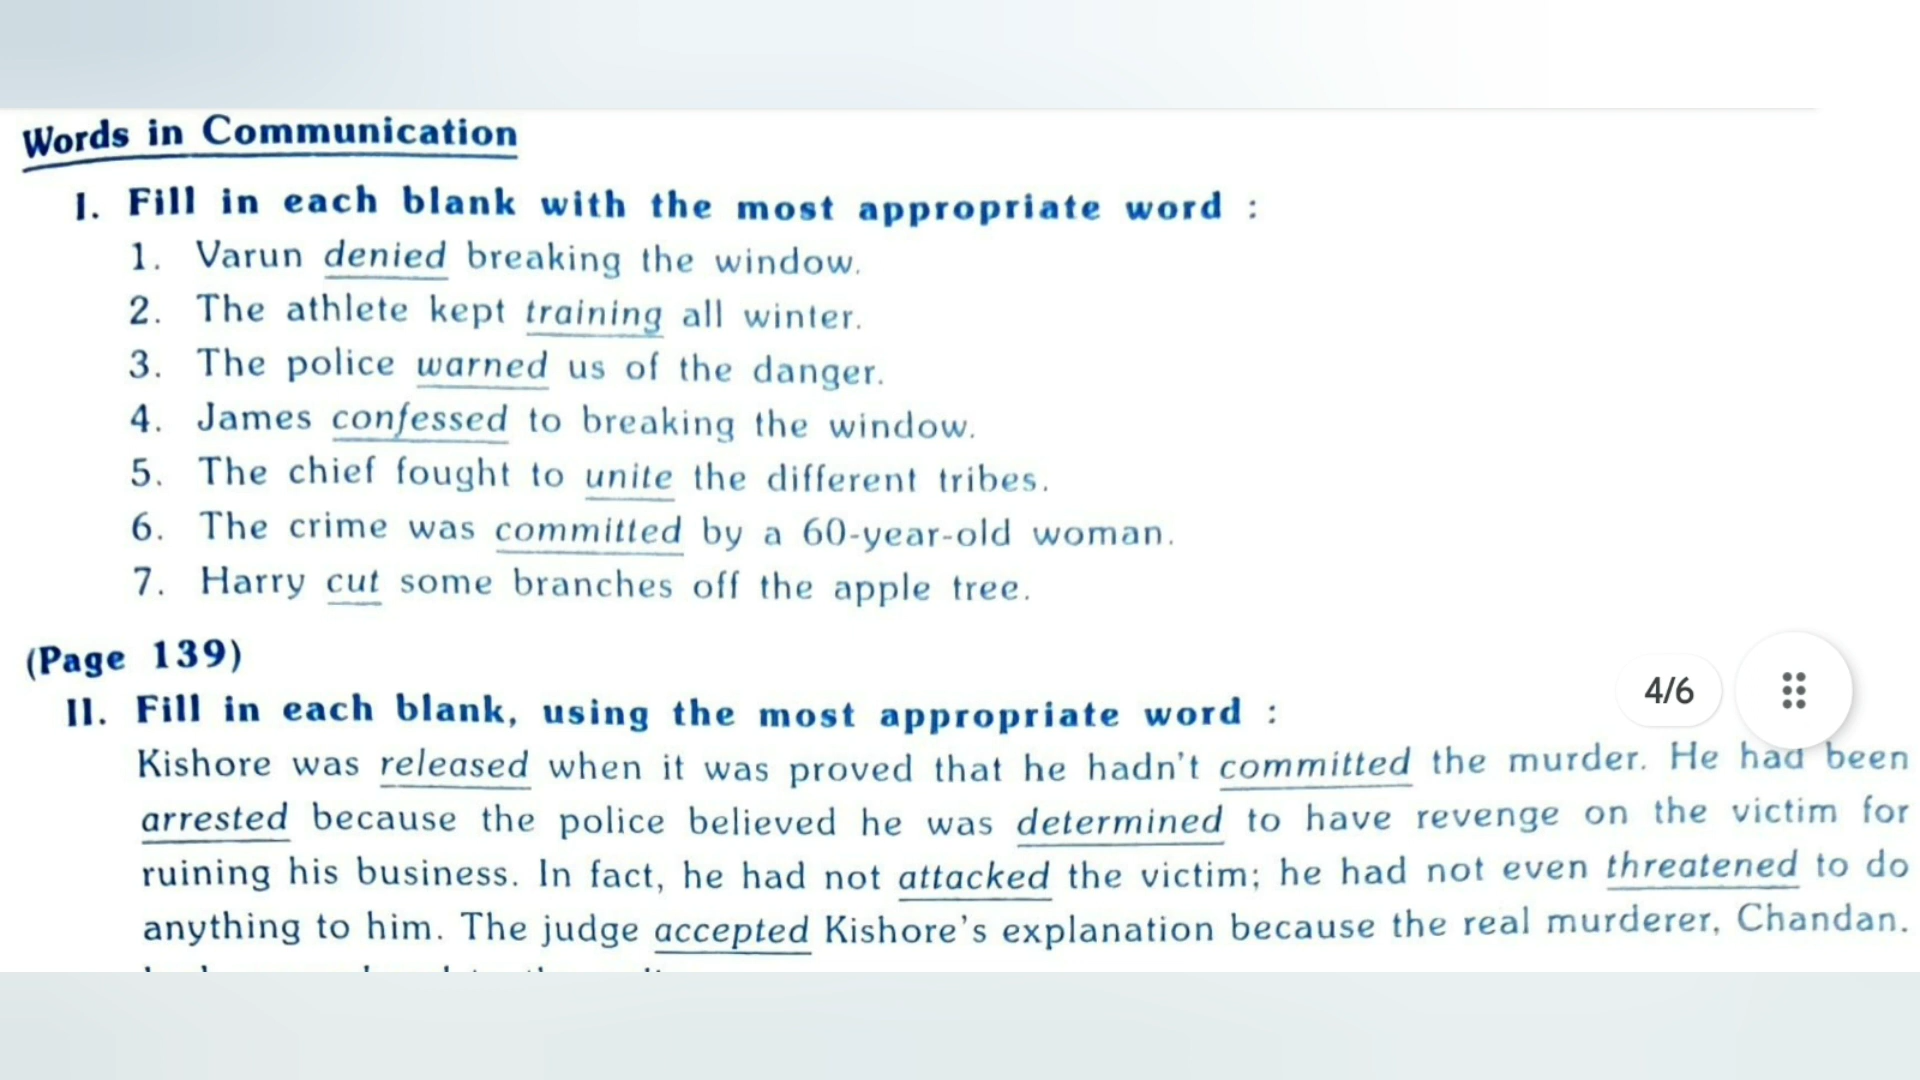 Words in Communication
I. Fill in each blank with the most appropriate word :
1. Varun denied breaking the window.
2. The athlete kept training all winter.
3. The police warned us of the danger.
4. James confessed to breaking the window.
5. The chief fought to unite the different tribes.
6. The crime was committed by a 60-year-old woman.
7. Harry cut some branches off the apple tree.
(Page 139)
4/6
II. Fill in each blank, using the most appropriate word :
Kishore was released when it was proved that he hadn't committed the murder. He had been
arrested because the police believed he was determined to have revenge on the victim for
ruining his business. In fact, he had not attacked the victim; he had not even threatened to do
anything to him. The judge accepted Kishore's explanation because the real murderer, Chandan.